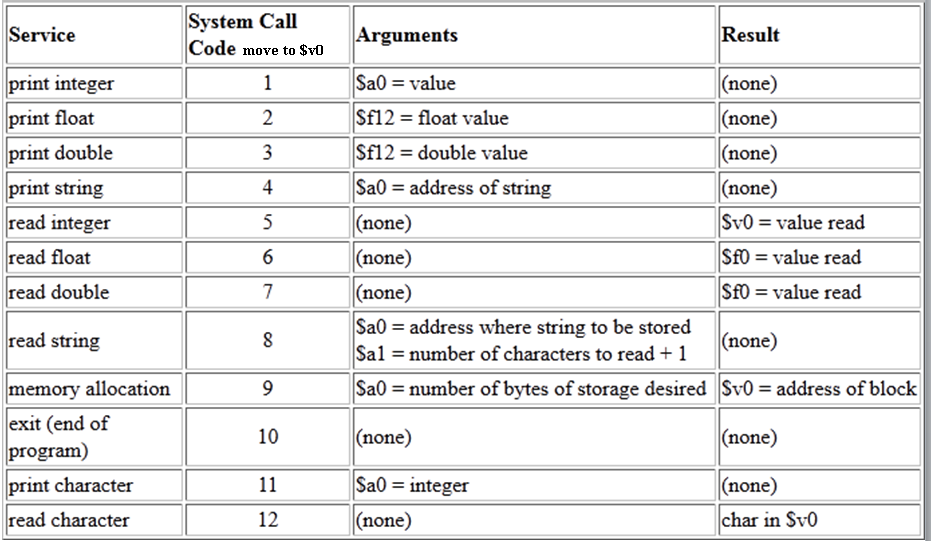 Service System Call Code move to $v0 Arguments Result
print integer 1 $a0 = value (none)
print float 2 $f12 = float value (none)
print double 3 $f12 = double value (none)
print string 4 $a0 = address of string (none)
read integer 5 (none) $v0 = value read
read float 6 (none) $f0 = value read
read double 7 (none) $f0 = value read
read string 8 $a0 = address where string to be stored
$a1 = number of characters to read + 1 (none)
memory allocation 9 $a0 = number of bytes of storage desired $v0 = address of block
exit (end of
program) 10 (none) (none)
print character 11 $a0 = integer (none)
read character 12 (none) char in $v0